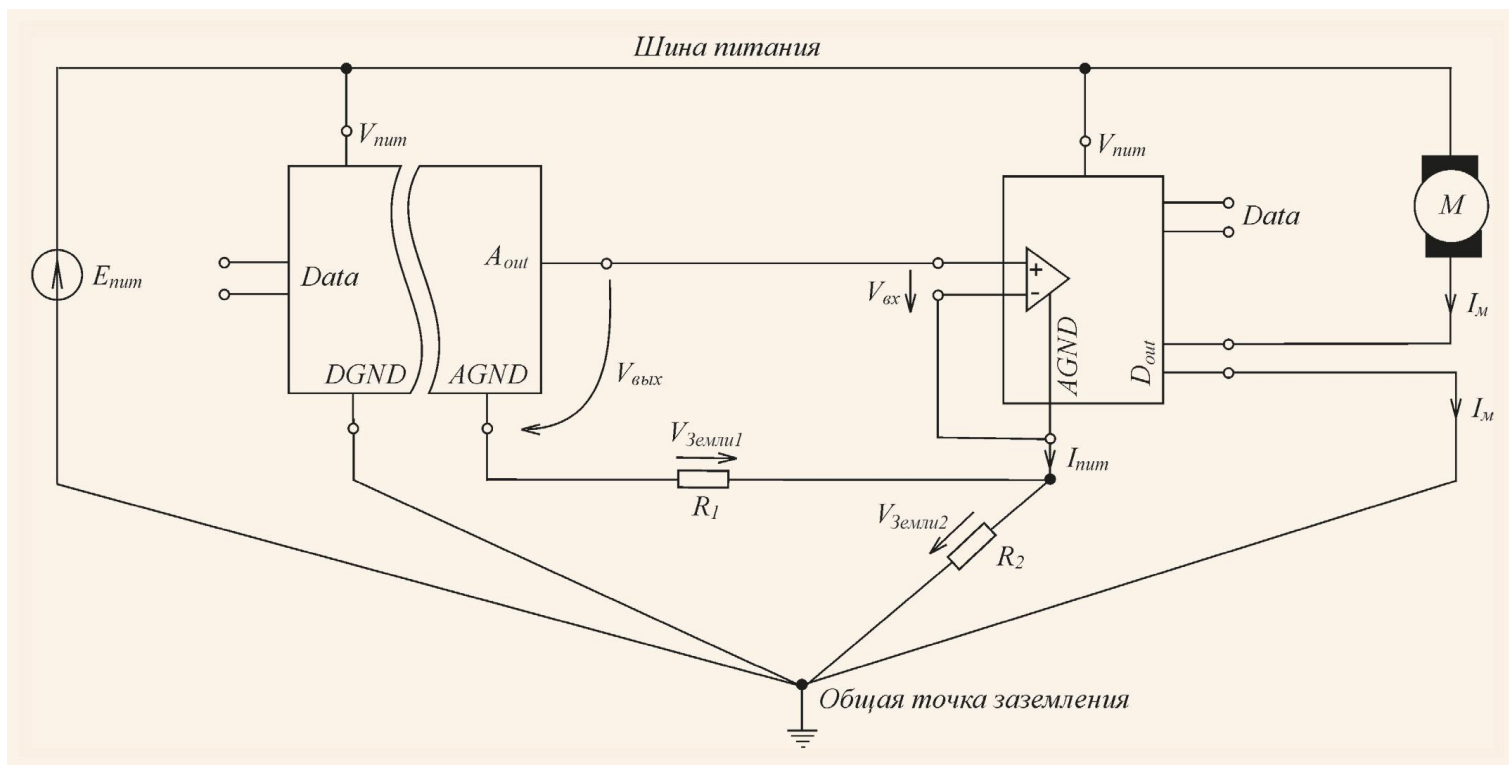 Шина питания
Vпит
Vпит
Eпит
Data
Aout
DGND
AGND
Vвых
Vвх
+
-
AGND
Dout
Data
M
Iм
Iм
VЗемли1
R1
Iпит
VЗемли2
R2
Общая точка заземления